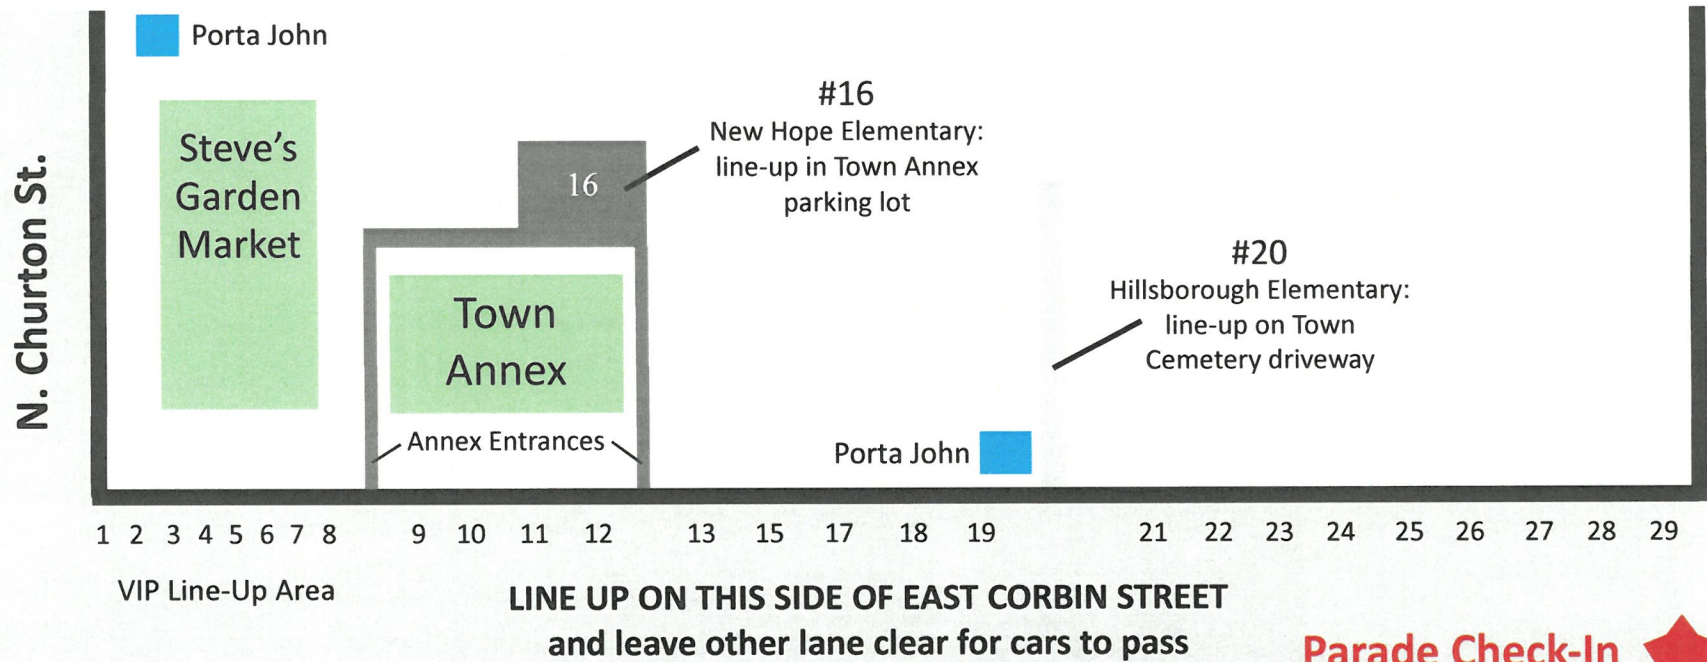 Porta John
Steve's
Garden
Market
N. Churton St.
#16
New Hope Elementary:
line-up in Town Annex
parking lot
16
#20
Hillsborough Elementary:
line-up on Town
Cemetery driveway
Town
Annex
Annex Entrances
Porta John
1 2 3 4 5 6 7 8 9 10 11 12 13 15 17 18 19 21 22 23 24 25 26 27 28 29
VIP Line-Up Area
LINE UP ON THIS SIDE OF EAST CORBIN STREET
and leave other lane clear for cars to pass
Parade Check-In